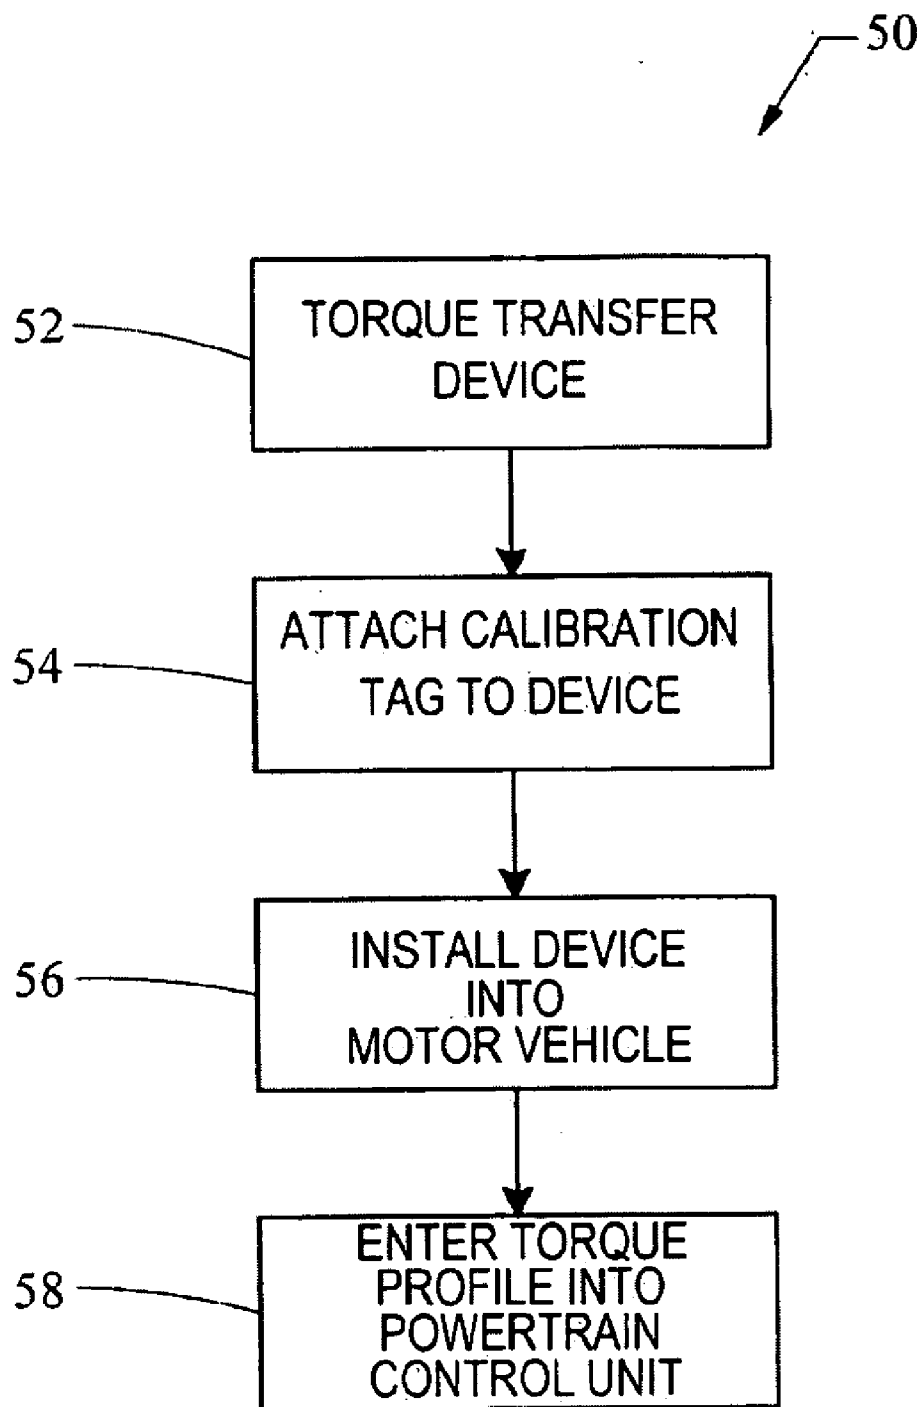 50
52
TORQUE TRANSFER
DEVICE
54
ATTACH CALIBRATION
TAG TO DEVICE
56
INSTALL DEVICE
INTO
MOTOR VEHICLE
58
ENTER TORQUE
PROFILE INTO
POWERTRAIN
CONTROL UNIT